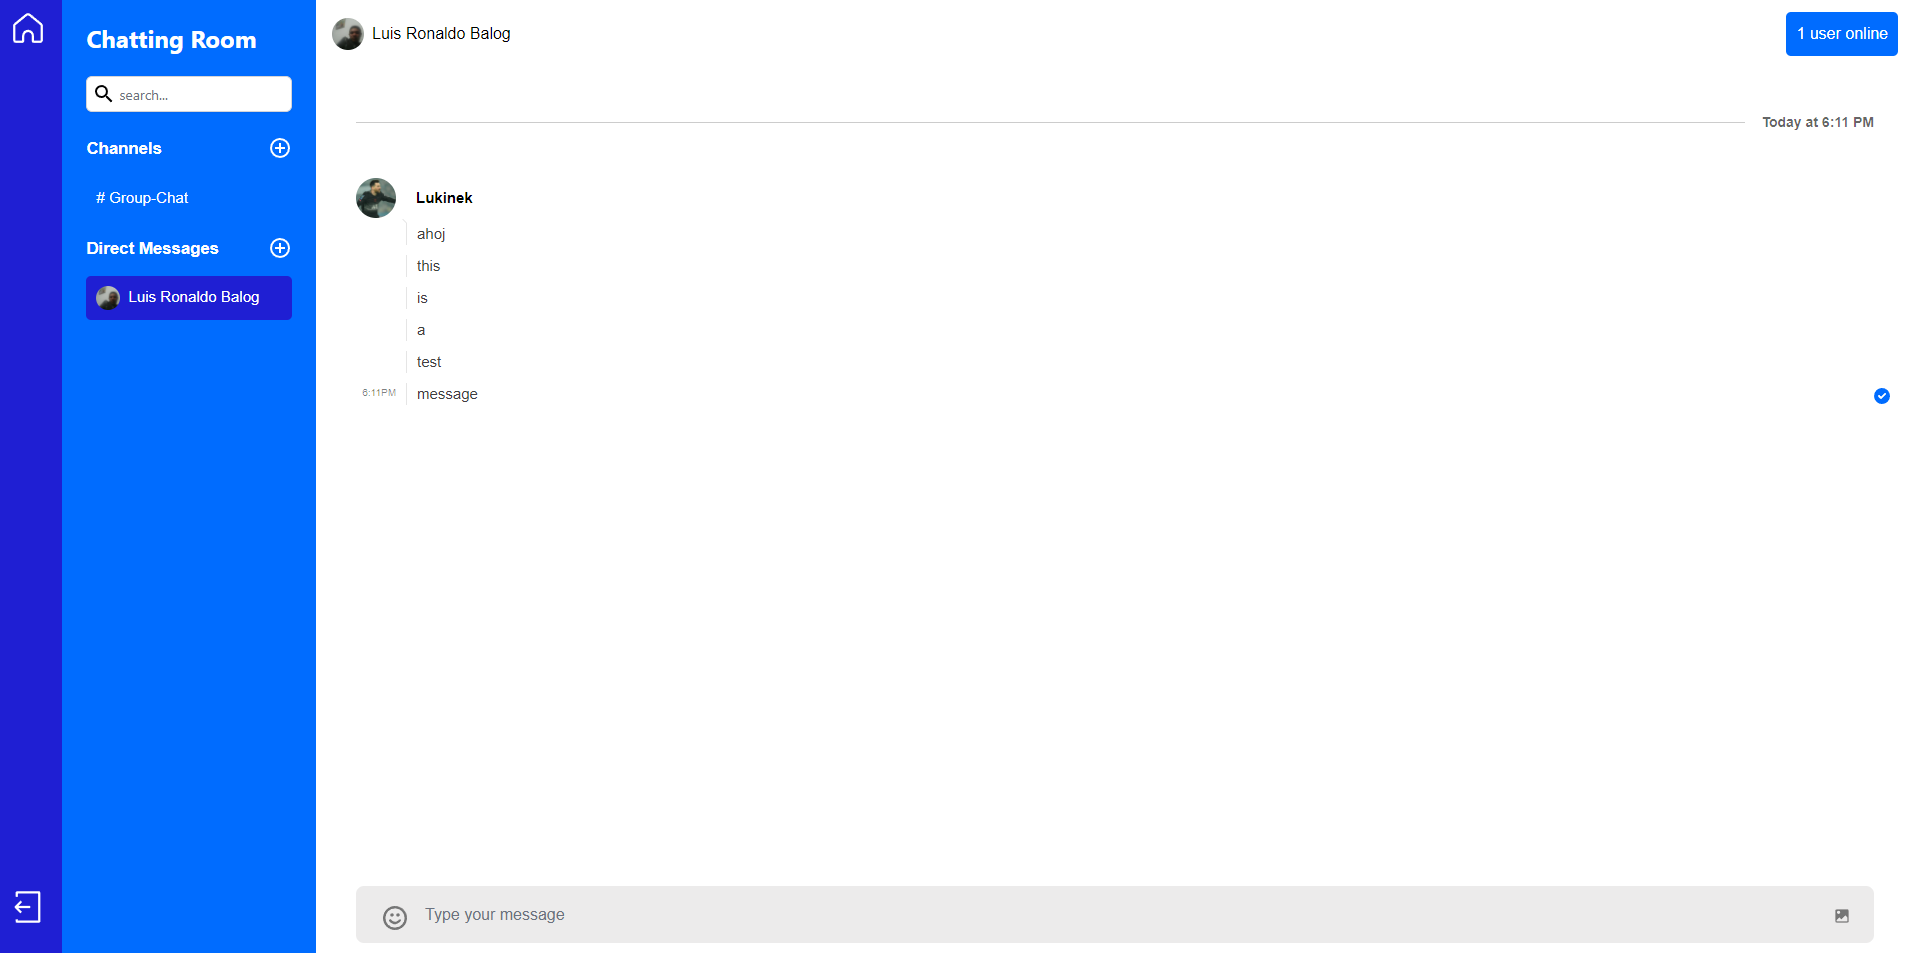 Chatting Room
search...
Channels
# Group-Chat
Direct Messages
Luis Ronaldo Balog
Luis Ronaldo Balog
1 user online
Today at 6:11 PM
Lukinek
ahoj
this
is
a
test
6:11PM message
Type your message